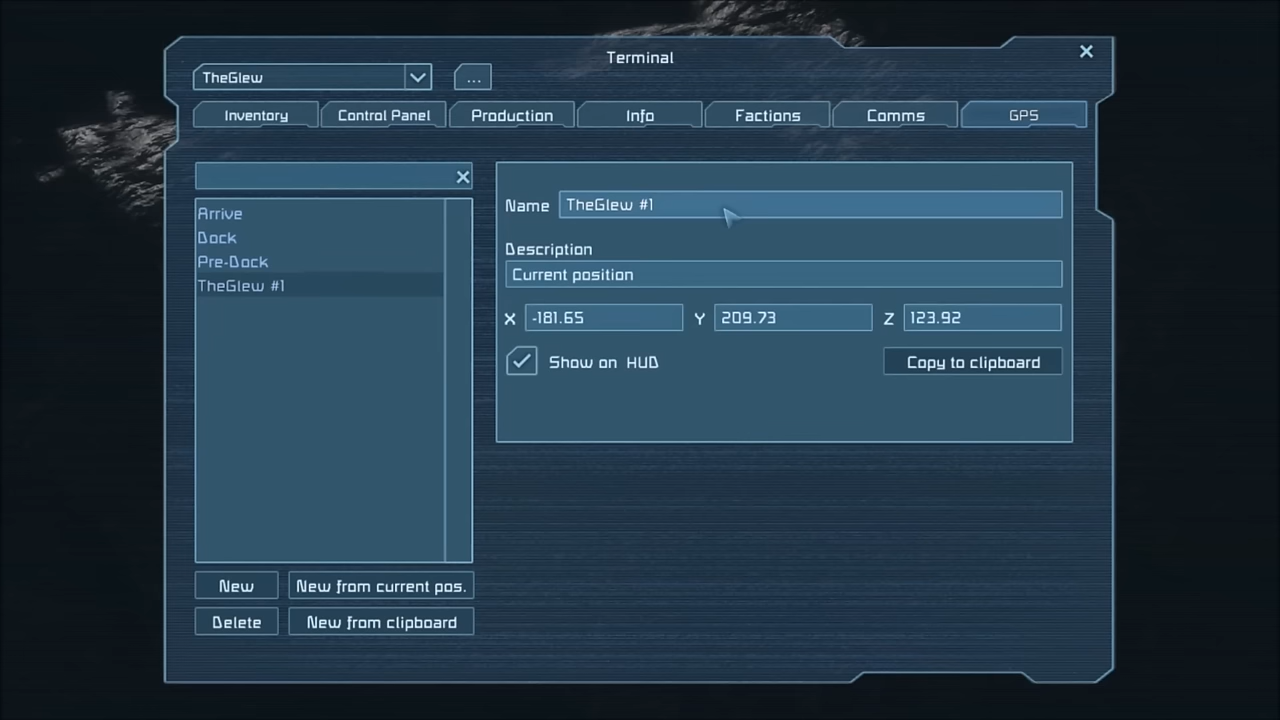 Terminal
TheGlew
...
Inventory
Control Panel
Production
Info
Factions
Comms
GPS
Arrive
Dock
Pre-Dock
TheGlew #1
New
New from current pos.
Delete
New from clipboard
Name
TheGlew #1
Description
Current position
X
-181.65
Y
209.73
Z
123.92
Show on HUD
Copy to clipboard